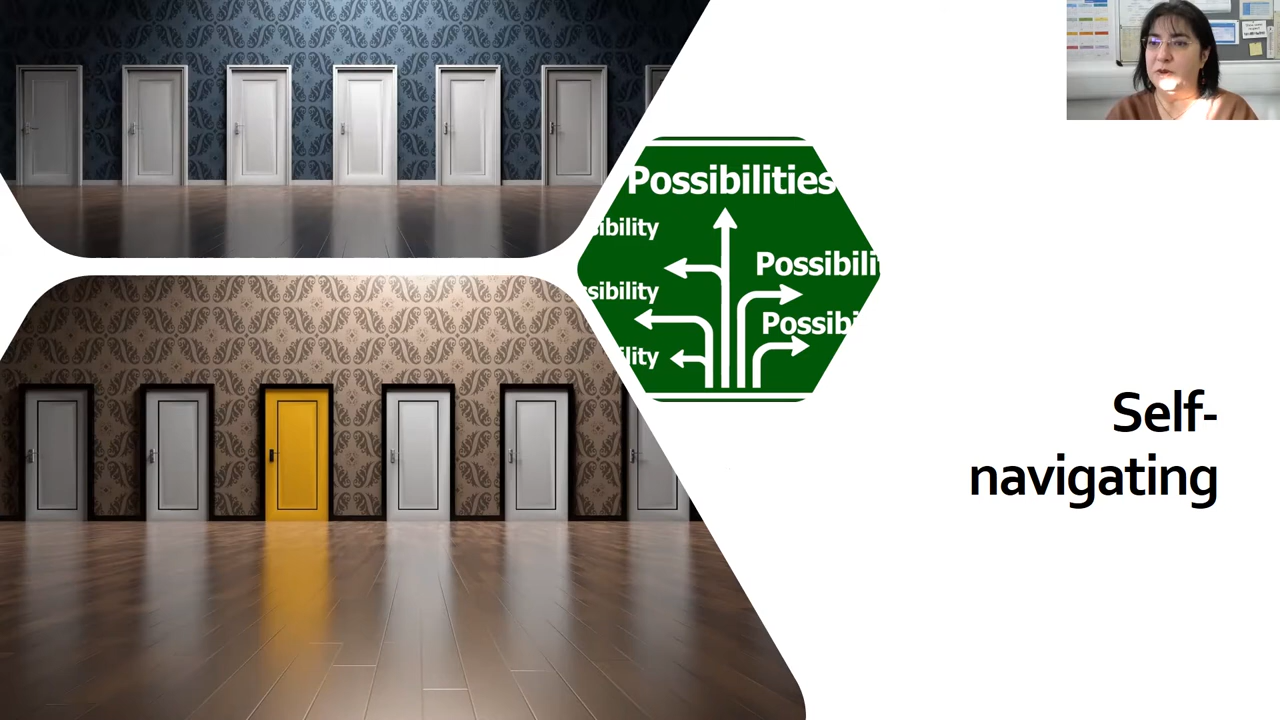 Possibilities
sibility
Possibili
sibility
Possibi
ility
Self-
navigating